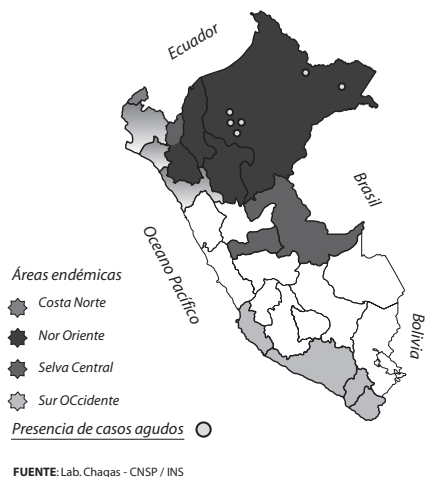 Ecuador
Brasil
Oceano Pacífico
Bolivia
Áreas endémicas
Costa Norte
Nor Oriente
Selva Central
Sur OCcidente
Presencia de casos agudos
FUENTE: Lab. Chagas - CNSP / INS